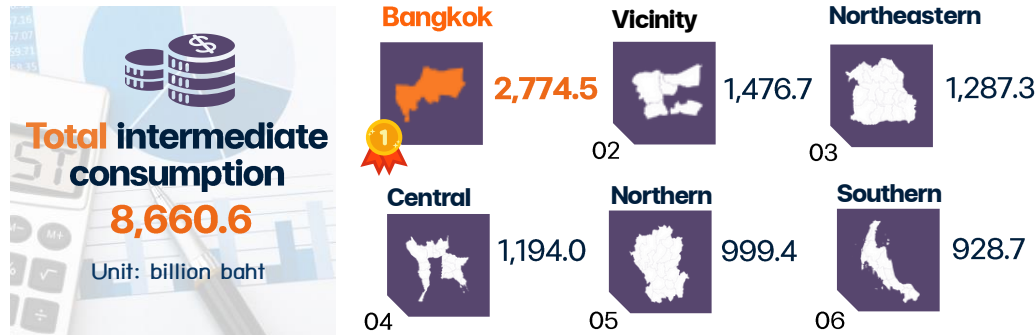 Total intermediate
consumption
8,660.6
Unit: billion baht
Bangkok
2,774.5
1
Vicinity
1,476.7
02
Northeastern
1,287.3
03
Central
1,194.0
04
Northern
999.4
05
Southern
928.7
06